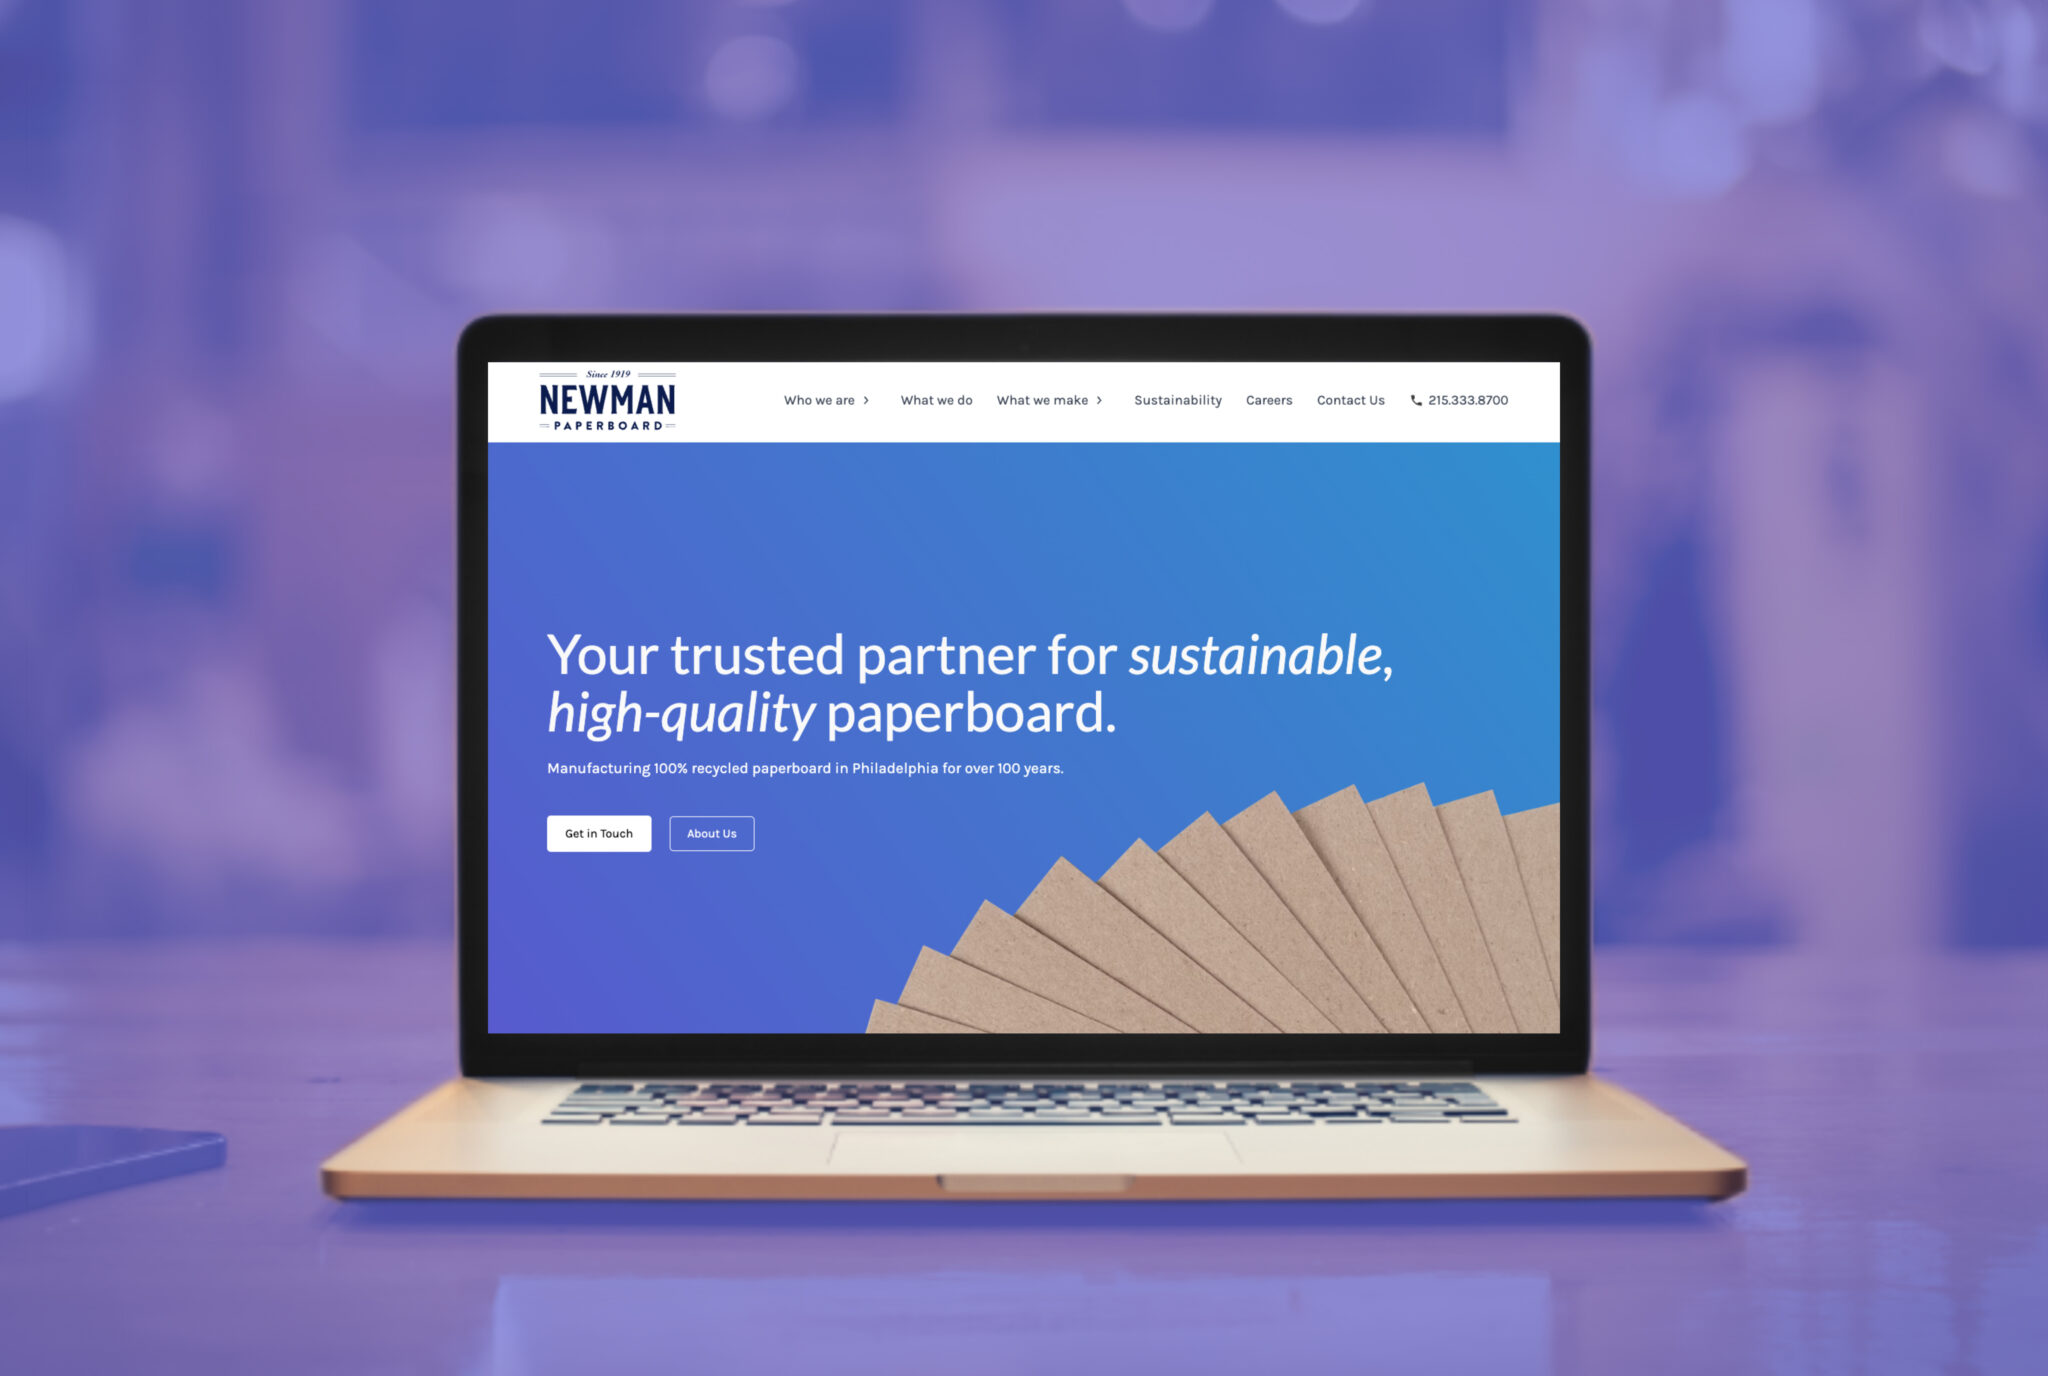 Since 1919
NEWMAN
PAPERBOARD
Who we are
What we do
What we make
Sustainability
Careers
Contact Us
215.333.8700
Your trusted partner for sustainable,
high-quality paperboard.
Manufacturing 100% recycled paperboard in Philadelphia for over 100 years.
Get in Touch
About Us